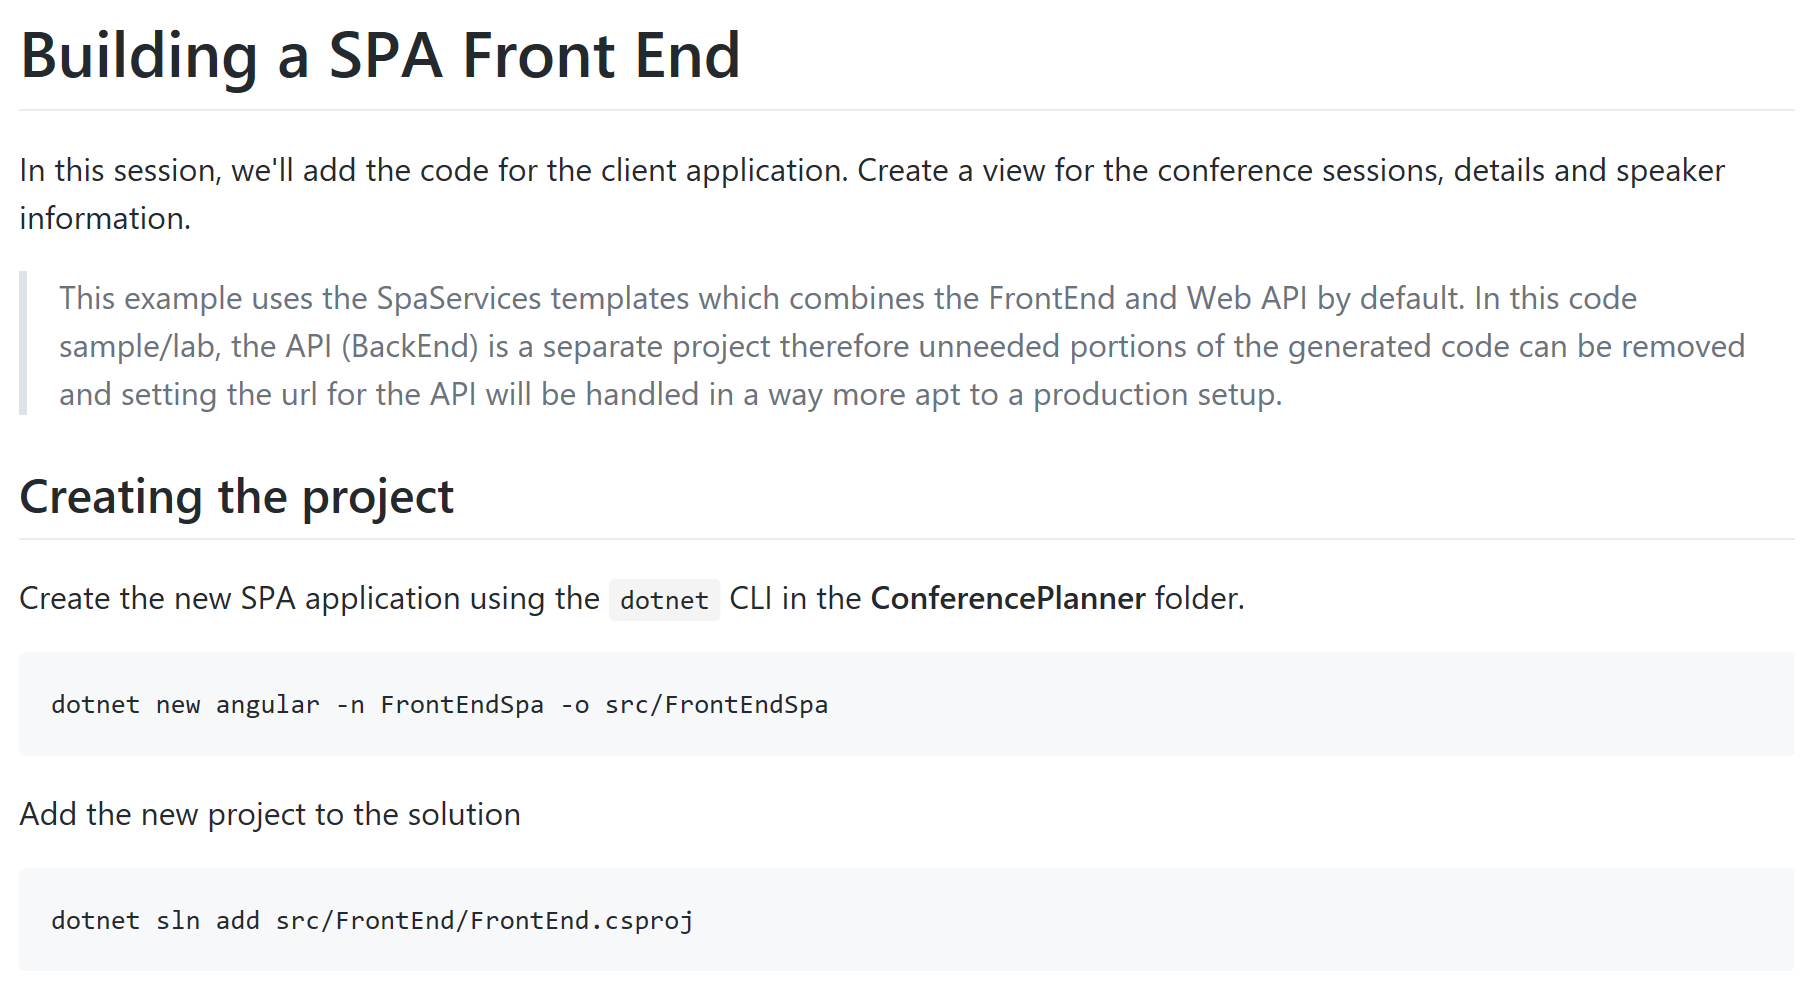 Building a SPA Front End
In this session, we'll add the code for the client application. Create a view for the conference sessions, details and speaker
information.
This example uses the SpaServices templates which combines the FrontEnd and Web API by default. In this code
sample/lab, the API (BackEnd) is a separate project therefore unneeded portions of the generated code can be removed
and setting the url for the API will be handled in a way more apt to a production setup.
Creating the project
Create the new SPA application using the dotnet CLI in the ConferencePlanner folder.
dotnet new angular -n FrontEndSpa -o src/FrontEndSpa
Add the new project to the solution
dotnet sln add src/FrontEnd/FrontEnd.csproj